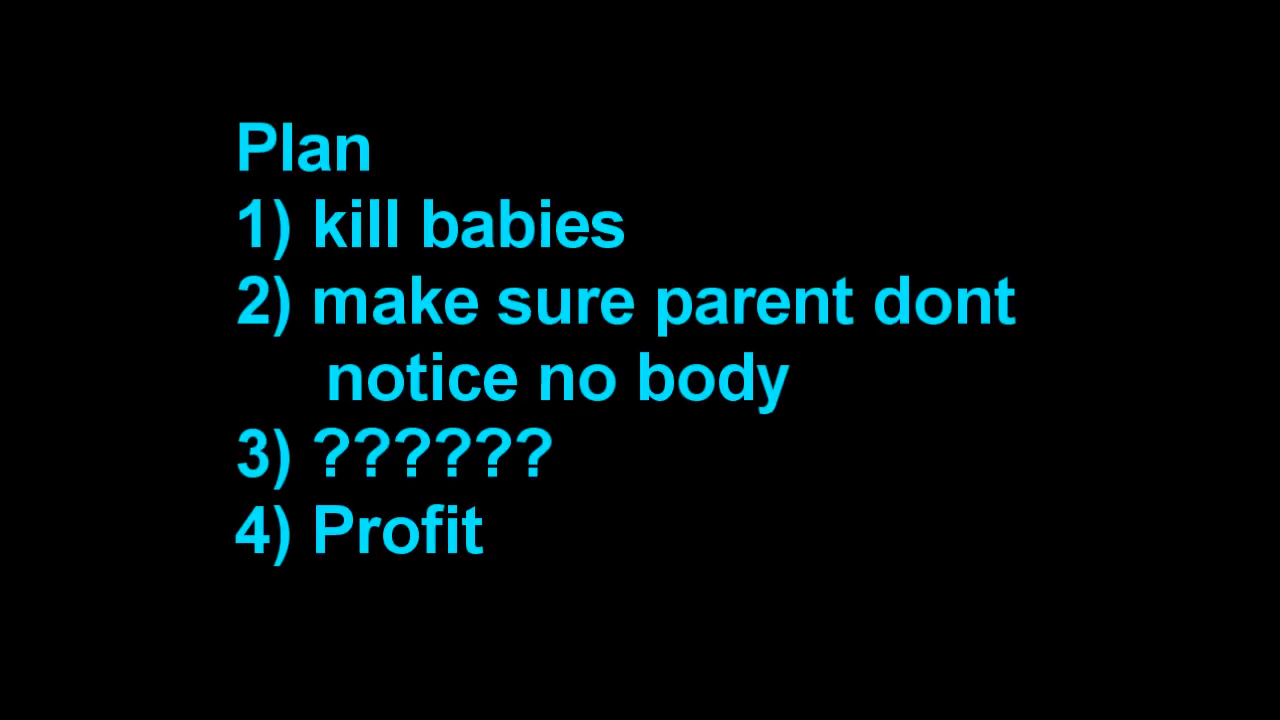 Plan
1) kill babies
2) make sure parent dont
notice no body
3) ??????
4) Profit